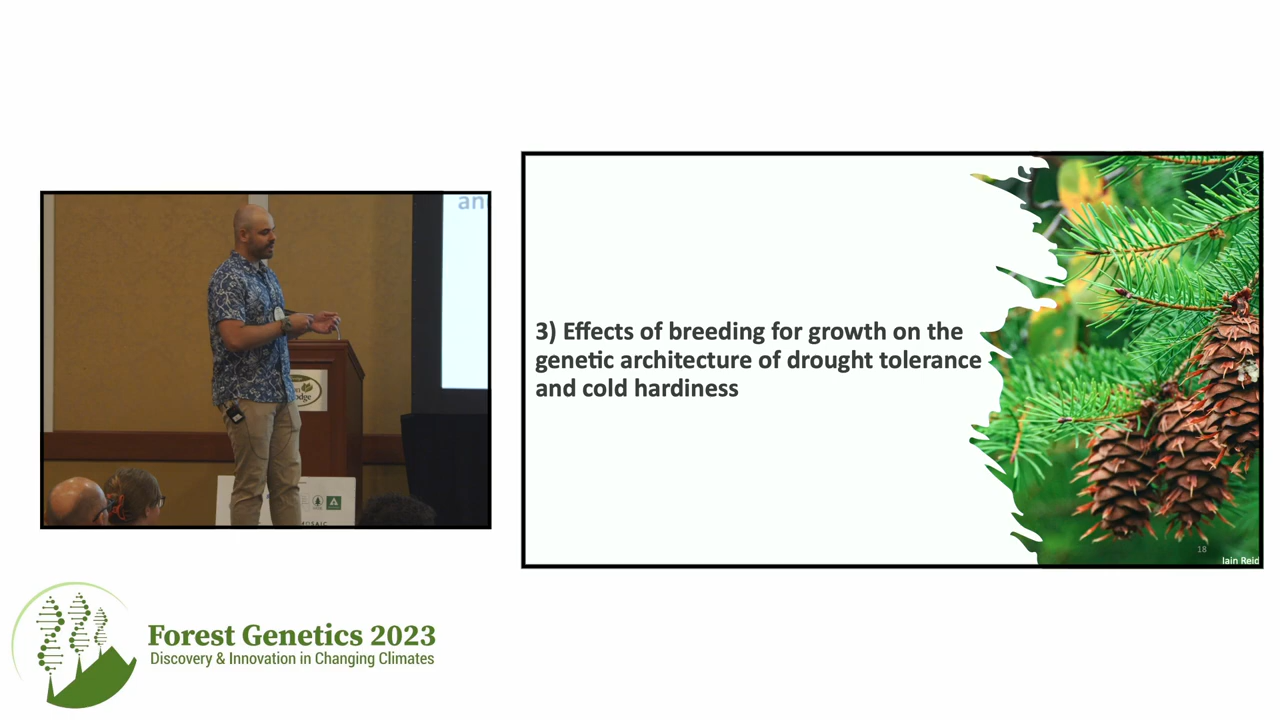 an
3) Effects of breeding for growth on the
genetic architecture of drought tolerance
and cold hardiness
18
Iain Reid
Forest Genetics 2023
Discovery & Innovation in Changing Climates